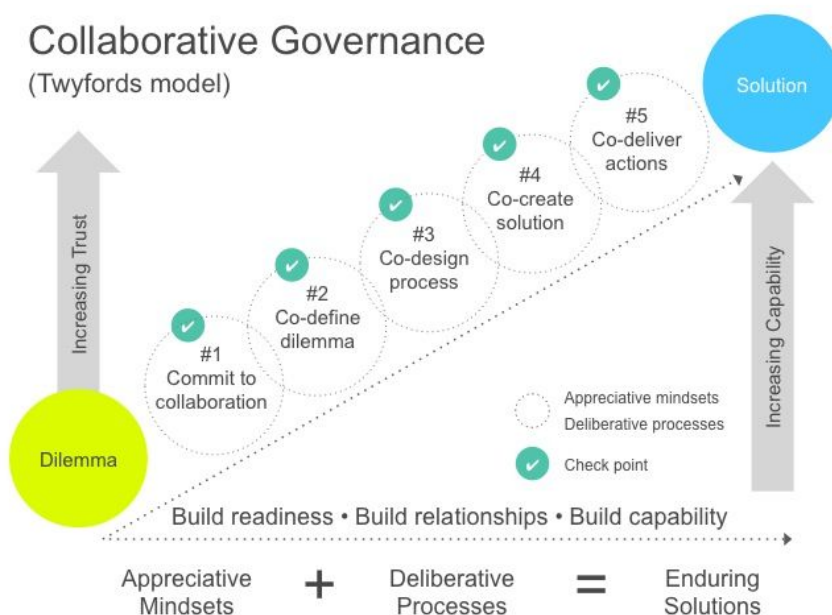 Collaborative Governance
(Twyfords model)
Solution
#5
Co-deliver
actions
#4
Co-create
solution
#3
Co-design
process
#2
Co-define
dilemma
#1
Commit to
collaboration
Increasing Trust
Increasing Capability
Dilemma
Appreciative mindsets
Deliberative processes
Check point
Build readiness • Build relationships • Build capability
Appreciative
Mindsets
+
Deliberative
Processes
=
Enduring
Solutions